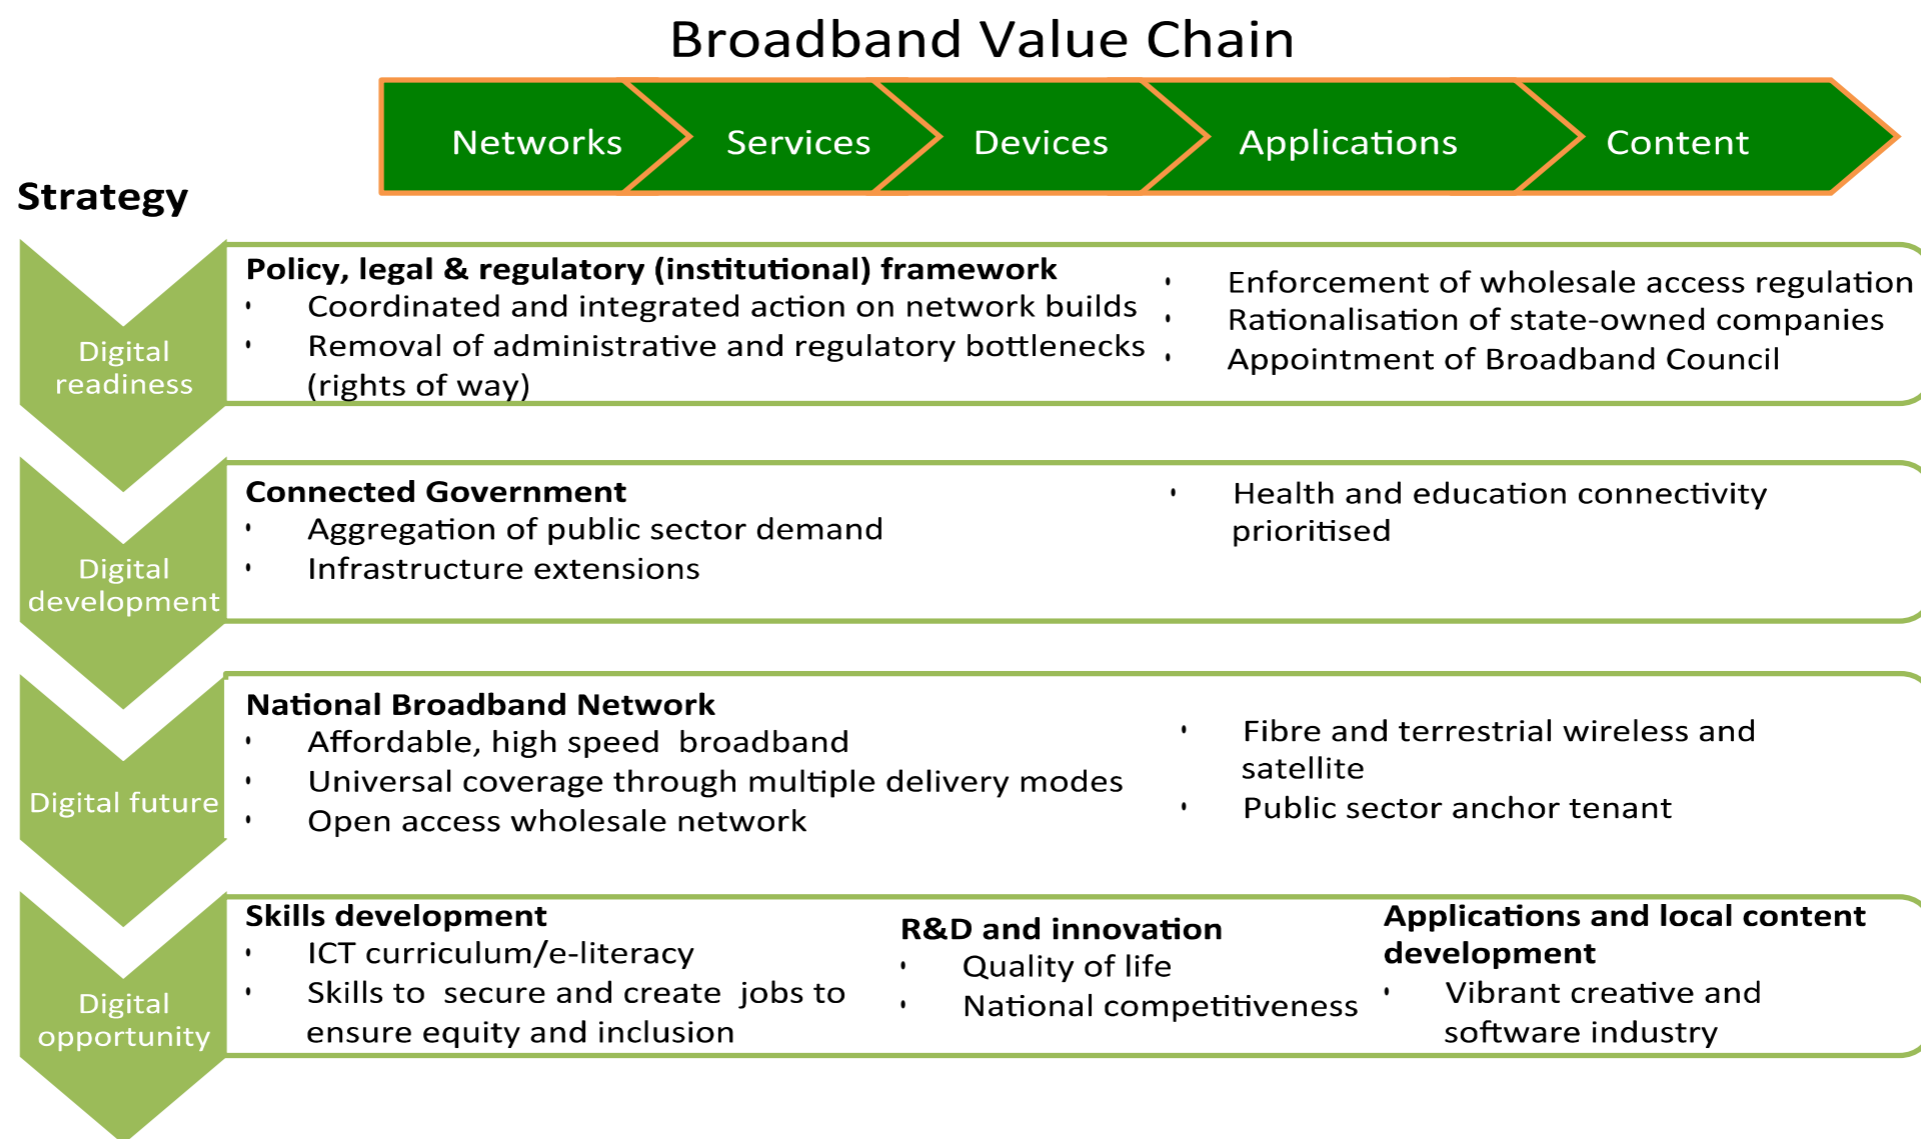 Broadband Value Chain
Networks
Services
Devices
Applications
Content
Strategy
Digital
readiness
Policy, legal & regulatory (institutional) framework
• Coordinated and integrated action on network builds
• Removal of administrative and regulatory bottlenecks
(rights of way)
• Enforcement of wholesale access regulation
• Rationalisation of state-owned companies
• Appointment of Broadband Council
Digital
development
Connected Government
• Aggregation of public sector demand
• Infrastructure extensions
• Health and education connectivity
prioritised
Digital future
National Broadband Network
• Affordable, high speed broadband
• Universal coverage through multiple delivery modes
• Open access wholesale network
• Fibre and terrestrial wireless and
satellite
• Public sector anchor tenant
Digital
opportunity
Skills development
• ICT curriculum/e-literacy
• Skills to secure and create jobs to
ensure equity and inclusion
R&D and innovation
• Quality of life
• National competitiveness
Applications and local content
development
• Vibrant creative and
software industry